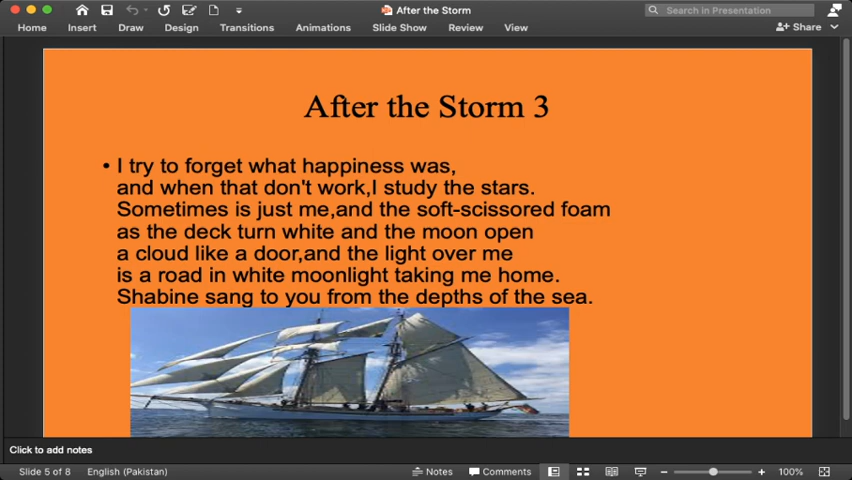 After the Storm
Search in Presentation
Home Insert Draw Design Transitions Animations Slide Show Review View Share
After the Storm 3
• I try to forget what happiness was,
and when that don't work,I study the stars.
Sometimes is just me,and the soft-scissored foam
as the deck turn white and the moon open
a cloud like a door,and the light over me
is a road in white moonlight taking me home.
Shabine sang to you from the depths of the sea.
Click to add notes
Slide 5 of 8 English (Pakistan) Notes Comments 100%